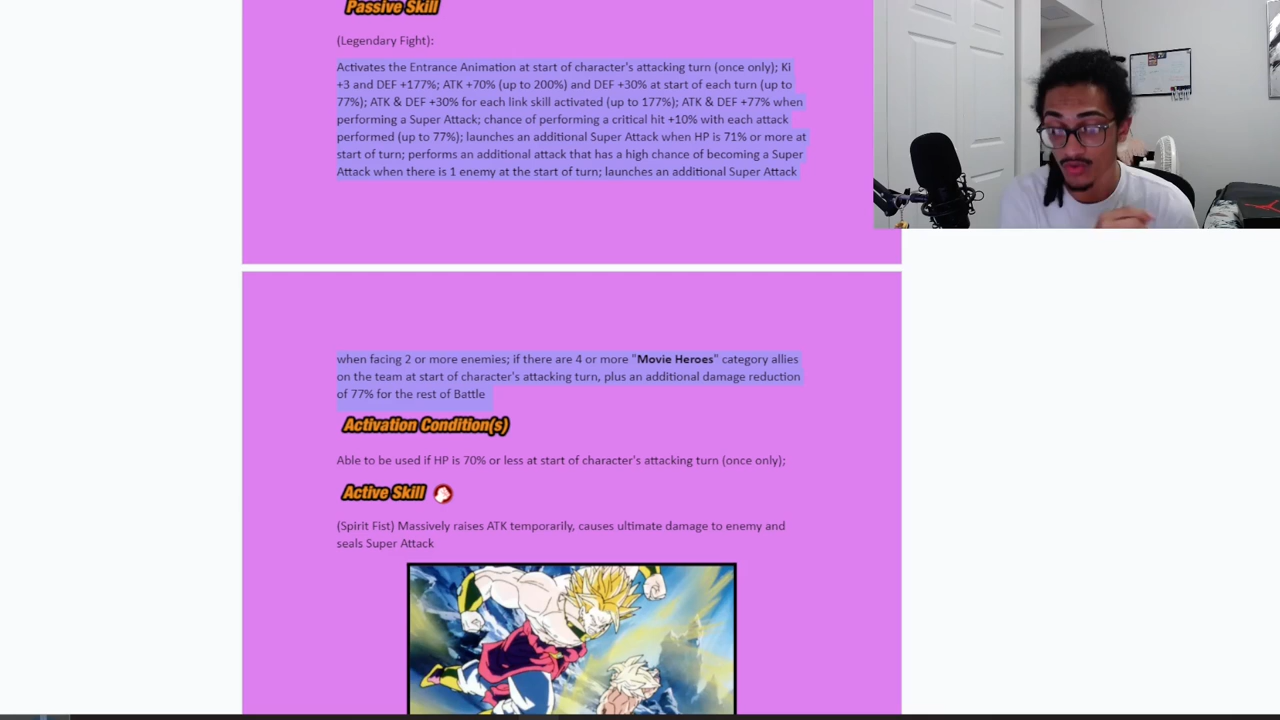 Passive Skill
(Legendary Fight):
Activates the Entrance Animation at start of character's attacking turn (once only); Ki
+3 and DEF +177%; ATK +70% (up to 200%) and DEF +30% at start of each turn (up to
77%); ATK & DEF +30% for each link skill activated (up to 177%); ATK & DEF +77% when
performing a Super Attack; chance of performing a critical hit +10% with each attack
performed (up to 77%); launches an additional Super Attack when HP is 71% or more at
start of turn; performs an additional attack that has a high chance of becoming a Super
Attack when there is 1 enemy at the start of turn; launches an additional Super Attack
when facing 2 or more enemies; if there are 4 or more "Movie Heroes" category allies
on the team at start of character's attacking turn, plus an additional damage reduction
of 77% for the rest of Battle
Activation Condition(s)
Able to be used if HP is 70% or less at start of character's attacking turn (once only);
Active Skill
(Spirit Fist) Massively raises ATK temporarily, causes ultimate damage to enemy and
seals Super Attack